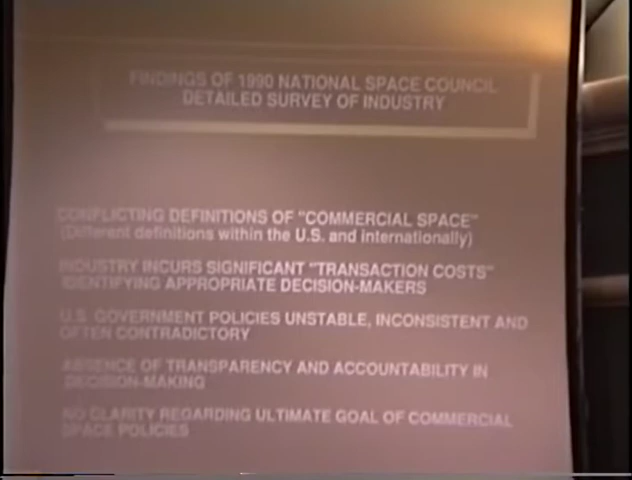 FINDINGS OF 1990 NATIONAL SPACE COUNCIL
DETAILED SURVEY OF INDUSTRY
CONFLICTING DEFINITIONS OF "COMMERCIAL SPACE"
(Different definitions within the U.S. and internationally)
INDUSTRY INCURS SIGNIFICANT "TRANSACTION COSTS"
IDENTIFYING APPROPRIATE DECISION-MAKERS
U.S. GOVERNMENT POLICIES UNSTABLE, INCONSISTENT AND
OFTEN CONTRADICTORY
ABSENCE OF TRANSPARENCY AND ACCOUNTABILITY IN
DECISION-MAKING
NO CLARITY REGARDING ULTIMATE GOAL OF COMMERCIAL
SPACE POLICIES